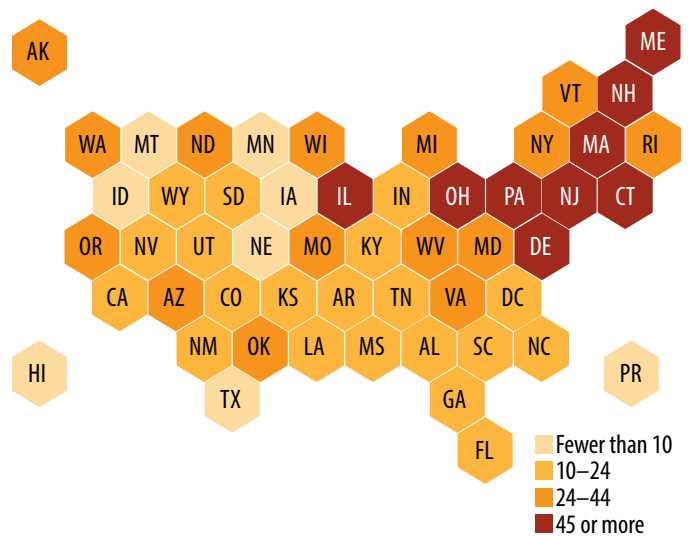 ME
AK
VT NH
WA MT ND MN WI MI NY MA RI
ID WY SD IA IL IN OH PA NJ CT
OR NV UT NE MO KY WV MD DE
CA AZ CO KS AR TN VA DC
NM OK LA MS AL SC NC
HI PR
TX GA
FL
Fewer than 10
10–24
24–44
45 or more